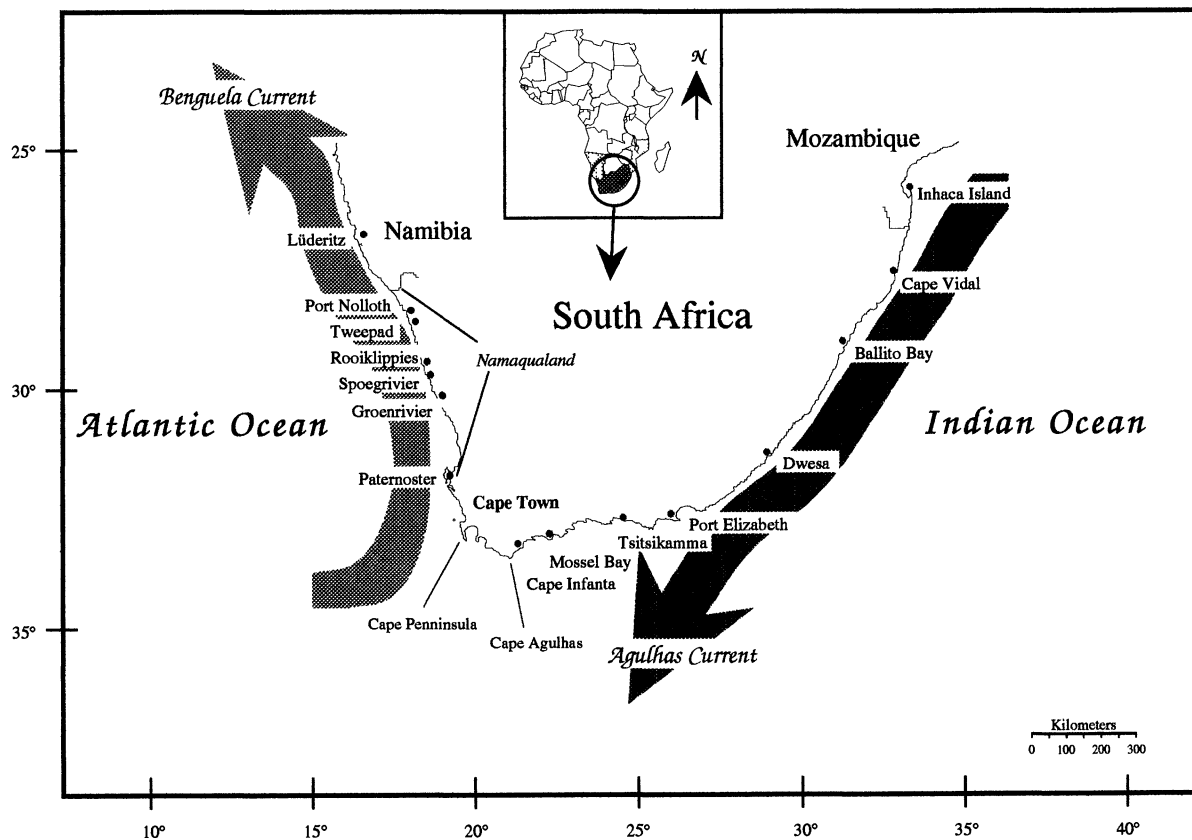 N
Benguela Current
Mozambique
25°
Inhaca Island
Lüderitz
Namibia
Cape Vidal
Port Nolloth
South Africa
Tweepad
Ballito Bay
Rooiklippies
Namaqualand
Spoegrivier
30°
Groenrivier
Atlantic Ocean
Indian Ocean
Dwesa
Paternoster
Cape Town
Port Elizabeth
Tsitsikamma
Mossel Bay
Cape Infanta
Cape Penninsula
35°
Cape Agulhas
Agulhas Current
Kilometers
0 100 200 300
10° 15° 20° 25° 30° 35° 40°